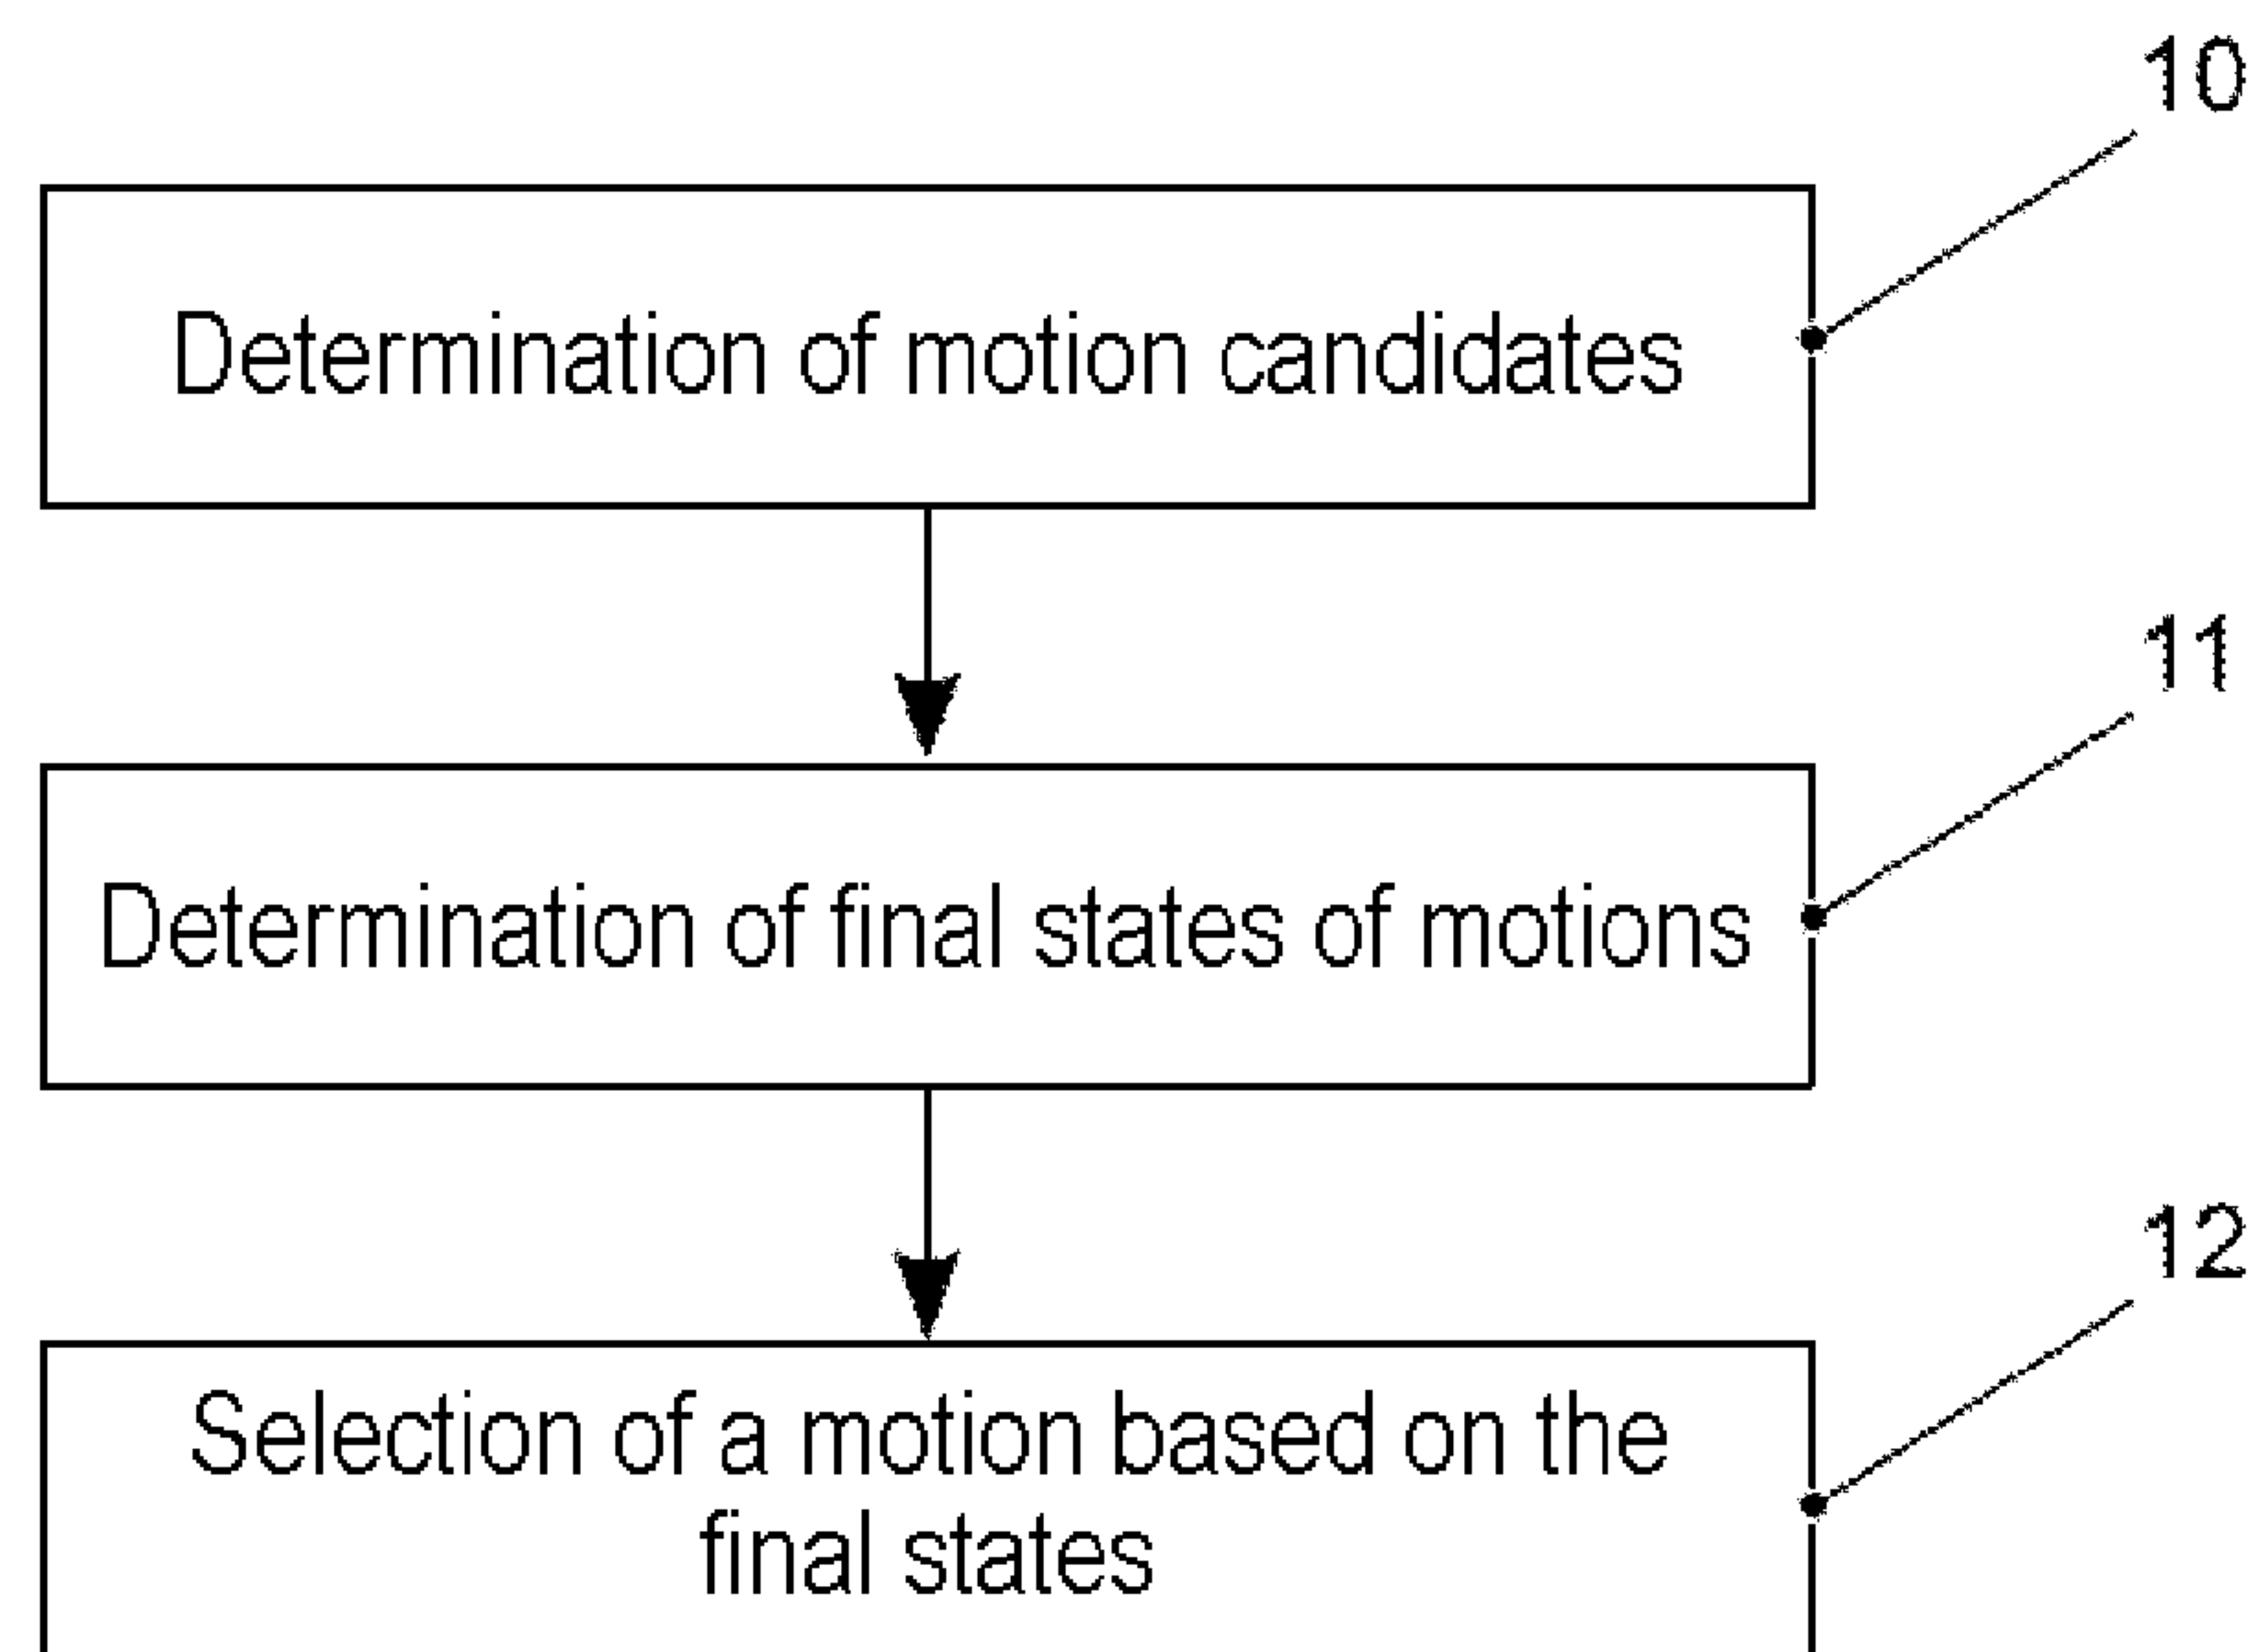 10
Determination of motion candidates
11
Determination of final states of motions
12
Selection of a motion based on the
final states